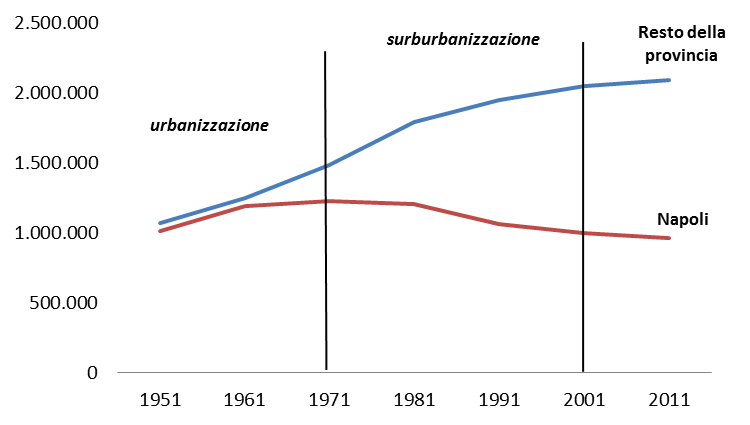 2.500.000
surburbanizzazione
Resto della
provincia
2.000.000
urbanizzazione
1.500.000
Napoli
1.000.000
500.000
0
1951 1961 1971 1981 1991 2001 2011